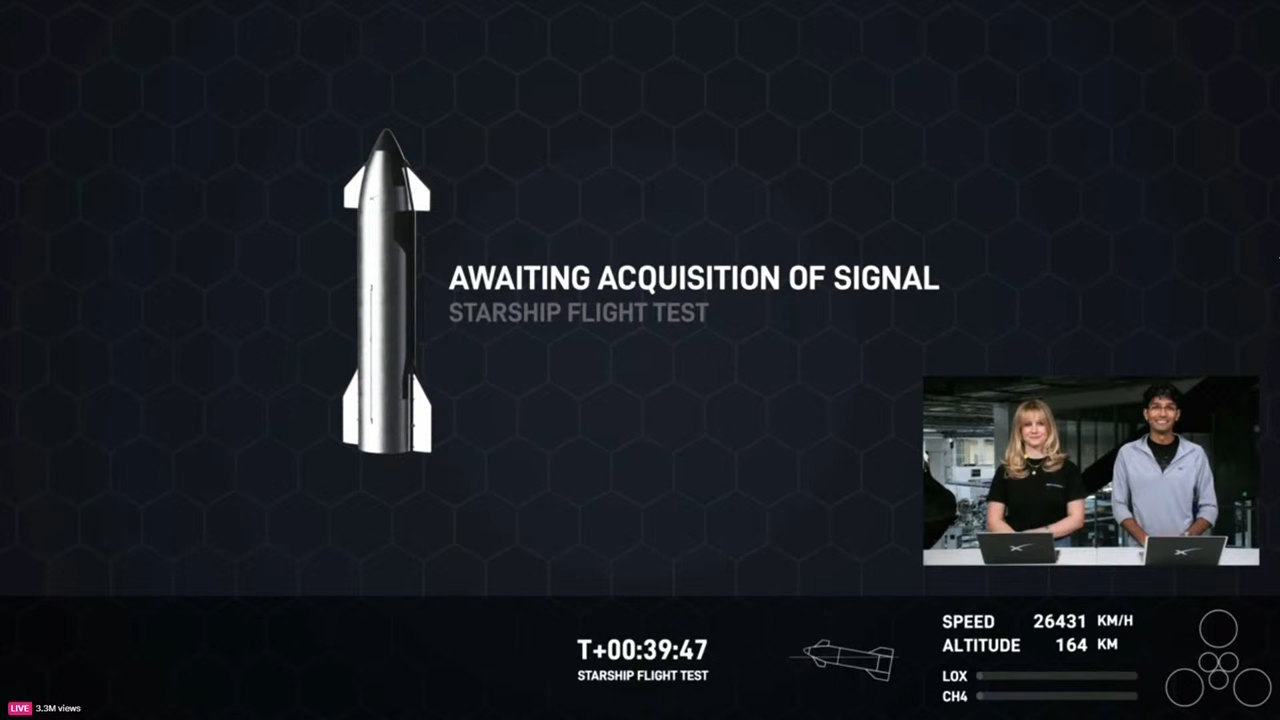 AWAITING ACQUISITION OF SIGNAL
STARSHIP FLIGHT TEST
T+00:39:47
STARSHIP FLIGHT TEST
SPEED 26431 KM/H
ALTITUDE 164 KM
LOX
CH4
LIVE 3.3M views